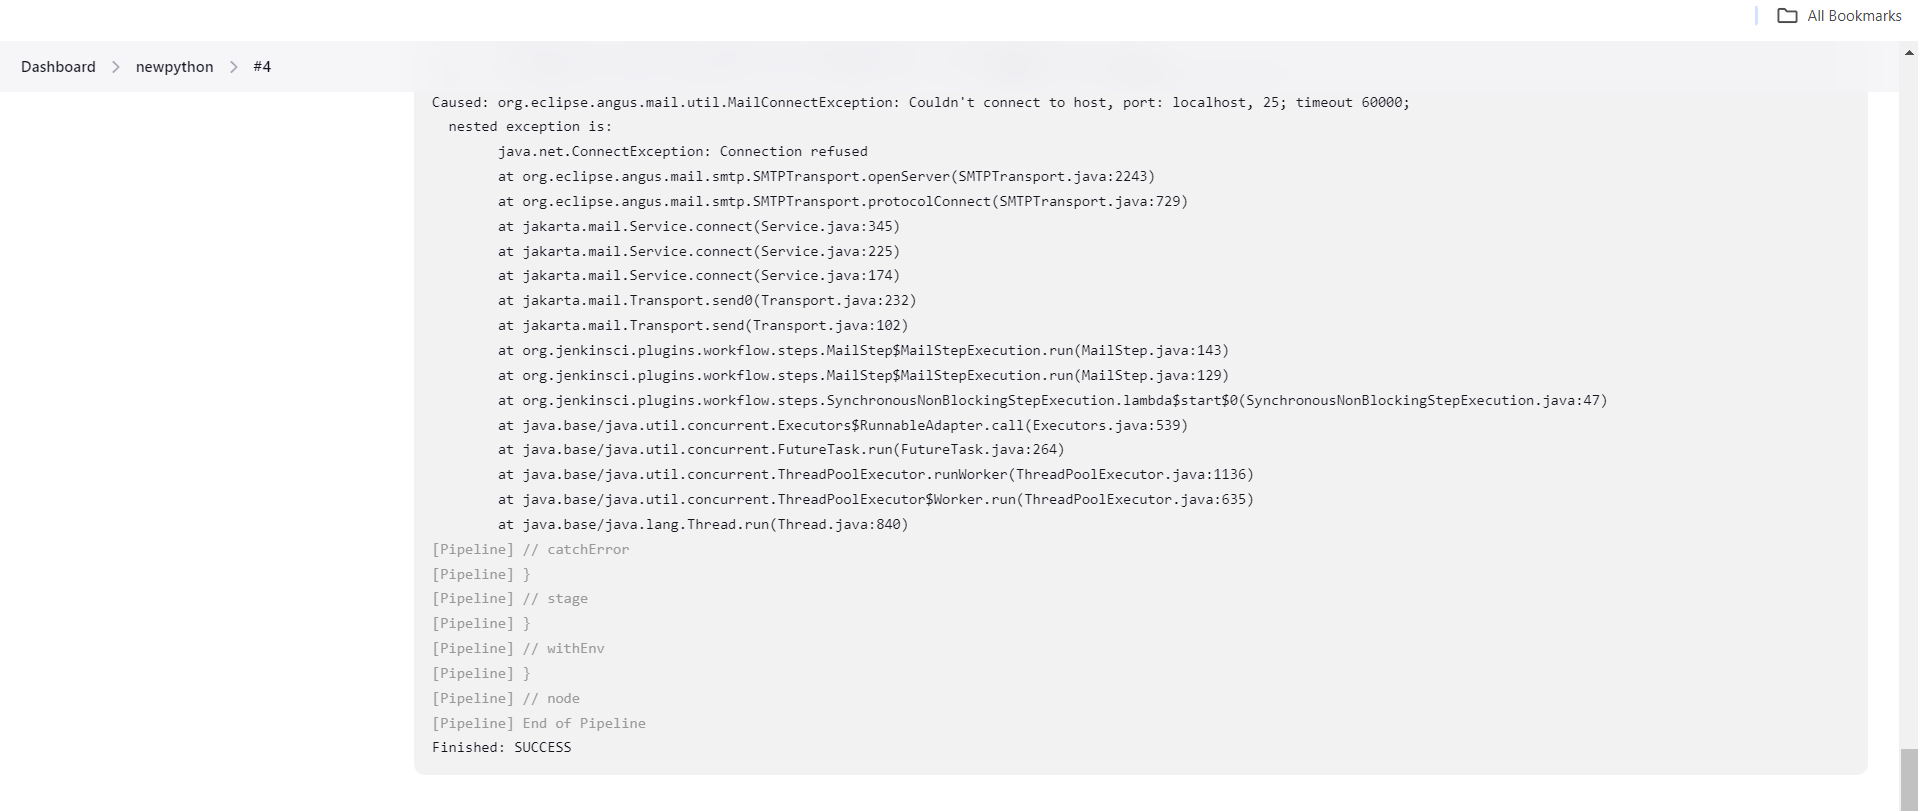 All Bookmarks
Dashboard > newpython > #4
Caused: org.eclipse.angus.mail.util.MailConnectException: Couldn't connect to host, port: localhost, 25; timeout 60000;
nested exception is:
java.net.ConnectException: Connection refused
at org.eclipse.angus.mail.smtp.SMTPTransport.openServer(SMTPTransport.java:2243)
at org.eclipse.angus.mail.smtp.SMTPTransport.protocolConnect(SMTPTransport.java:729)
at jakarta.mail.Service.connect(Service.java:345)
at jakarta.mail.Service.connect(Service.java:225)
at jakarta.mail.Service.connect(Service.java:174)
at jakarta.mail.Transport.send0(Transport.java:232)
at jakarta.mail.Transport.send(Transport.java:102)
at org.jenkinsci.plugins.workflow.steps.MailStep$MailStepExecution.run(MailStep.java:143)
at org.jenkinsci.plugins.workflow.steps.MailStep$MailStepExecution.run(MailStep.java:129)
at org.jenkinsci.plugins.workflow.steps.SynchronousNonBlockingStepExecution.lambda$start$0(SynchronousNonBlockingStepExecution.java:47)
at java.base/java.util.concurrent.Executors$RunnableAdapter.call(Executors.java:539)
at java.base/java.util.concurrent.FutureTask.run(FutureTask.java:264)
at java.base/java.util.concurrent.ThreadPoolExecutor.runWorker(ThreadPoolExecutor.java:1136)
at java.base/java.util.concurrent.ThreadPoolExecutor$Worker.run(ThreadPoolExecutor.java:635)
at java.base/java.lang.Thread.run(Thread.java:840)
[Pipeline] // catchError
[Pipeline] }
[Pipeline] // stage
[Pipeline] }
[Pipeline] // withEnv
[Pipeline] }
[Pipeline] // node
[Pipeline] End of Pipeline
Finished: SUCCESS